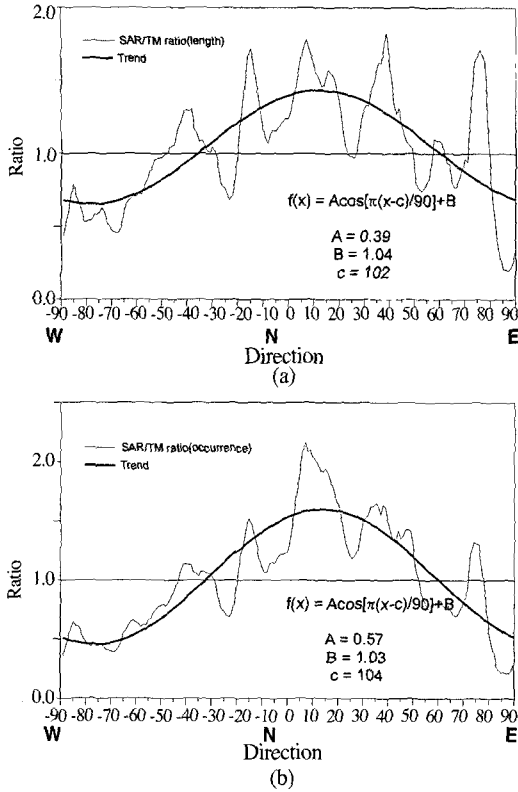 2.0
SAR/TM ratio(length)
Trend
1.0
Ratio
f(x) = Acos[π(x-c)/90]+B
A = 0.39
B = 1.04
c = 102
0.0
-90 -80 -70 -60 -50 -40 -30 -20 -10 0 10 20 30 40 50 60 70 80 90
W N E
Direction
(a)
SAR/TM ratio(occurrence)
Trend
2.0
Ratio
1.0
f(x) = Acos[π(x-c)/90]+B
A = 0.57
B = 1.03
c = 104
0.0
-90 -80 -70 -60 -50 -40 -30 -20 -10 0 10 20 30 40 50 60 70 80 90
W N E
Direction
(b)